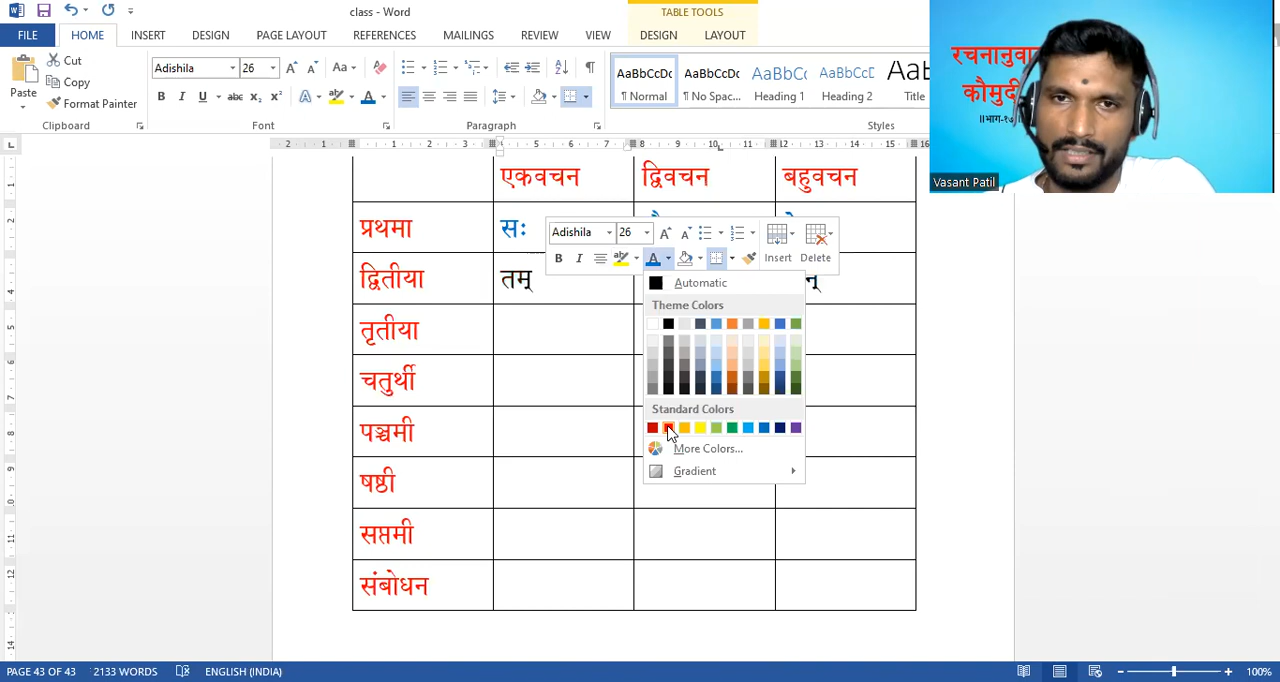 class - Word
TABLE TOOLS
FILE HOME INSERT DESIGN PAGE LAYOUT REFERENCES MAILINGS REVIEW VIEW DESIGN LAYOUT
Cut
Copy
Format Painter
Paste
Clipboard
Adishila 26
Font
Paragraph
AaBbCcDc AaBbCcDc AaBbCc AaBbCcD
¶ Normal ¶ No Spac... Heading 1 Heading 2 Title
Styles
कौमुदी
Vasant Patil
एकवचन द्विवचन बहुवचन
प्रथमा सः
द्वितीया तम्
तृतीया
चतुर्थी
पञ्चमी
षष्ठी
सप्तमी
संबोधन
Adishila 26
Insert Delete
Automatic
Theme Colors
Standard Colors
More Colors...
Gradient
PAGE 43 OF 43 2133 WORDS ENGLISH (INDIA) 100%